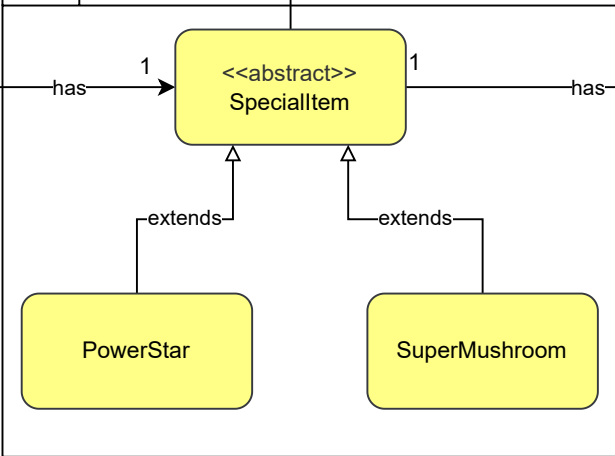 1
1
has
has
<<abstract>>
SpecialItem
extends
extends
PowerStar
SuperMushroom